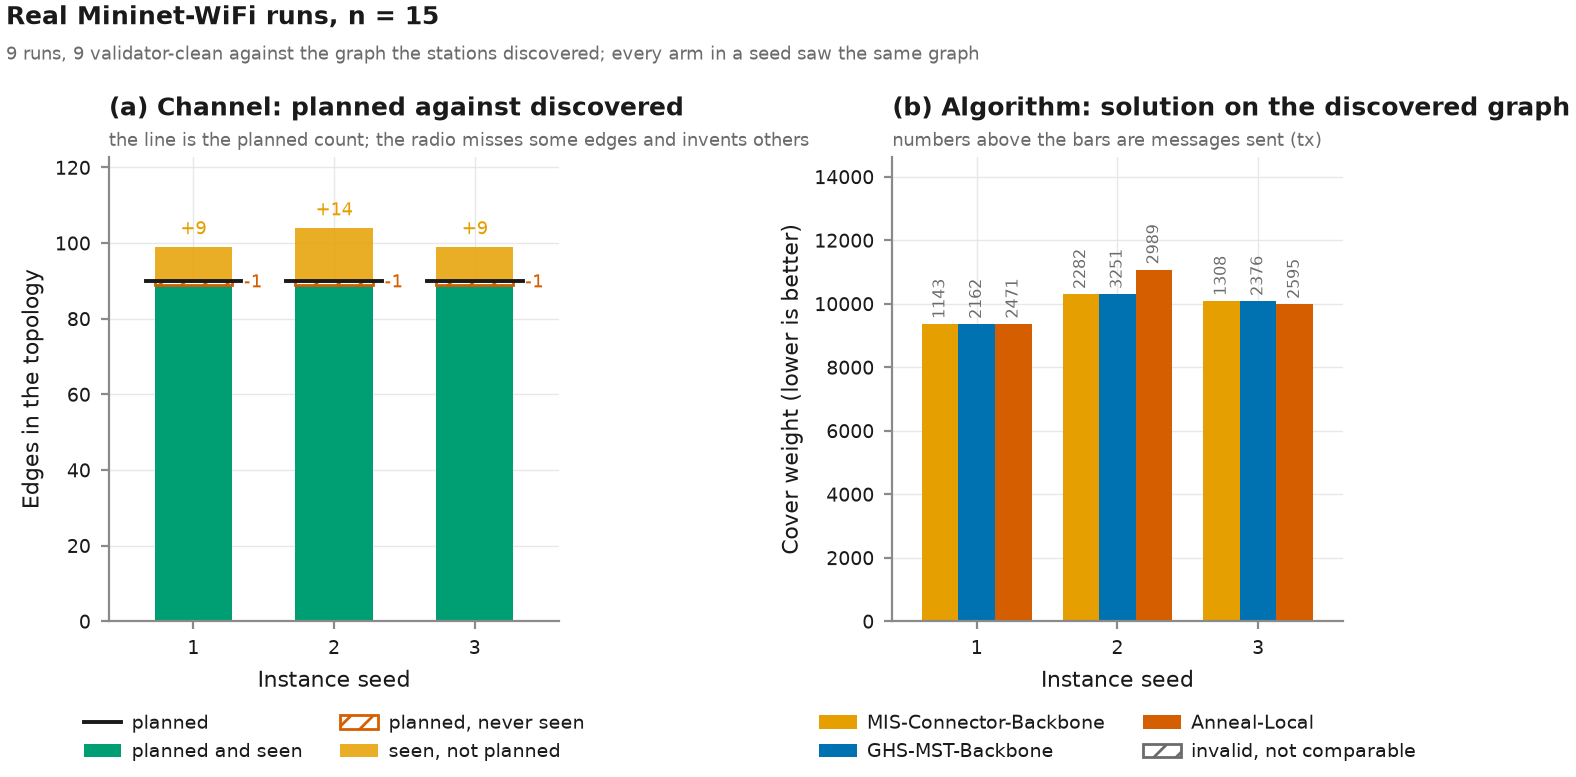 Real Mininet-WiFi runs, n = 15
9 runs, 9 validator-clean against the graph the stations discovered; every arm in a seed saw the same graph
(a) Channel: planned against discovered
the line is the planned count; the radio misses some edges and invents others
Edges in the topology
120
100
80
60
40
20
0
+9
+14
+9
-1
-1
-1
1
2
3
Instance seed
planned
planned, never seen
planned and seen
seen, not planned
(b) Algorithm: solution on the discovered graph
numbers above the bars are messages sent (tx)
Cover weight (lower is better)
14000
12000
10000
8000
6000
4000
2000
0
1143
2162
2471
2282
3251
2989
1308
2376
2595
1
2
3
Instance seed
MIS-Connector-Backbone
Anneal-Local
GHS-MST-Backbone
invalid, not comparable